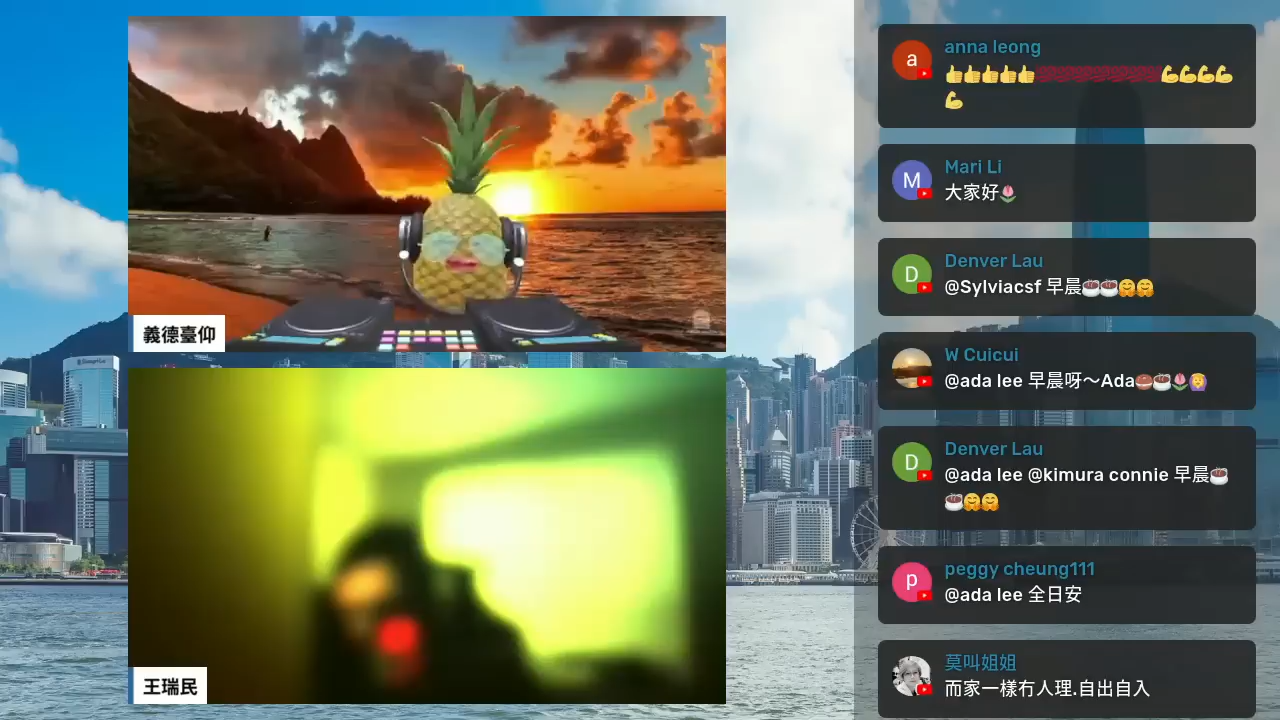 義德臺仰
王瑞民
anna leong
👍👍👍👍👍💯💯💯💯💯💯💯💯💯💯💪💪💪💪
💪
Mari Li
大家好🌷
Denver Lau
@Sylviacsf 早晨☕☕🤗🤗
W Cuicui
@ada lee 早晨呀～Ada
Denver Lau
@ada lee @kimura connie 早晨☕
☕🤗🤗
peggy cheung111
@ada lee 全日安
莫叫姐姐
而家一樣冇人理.自出自入
a
M
D
D
p